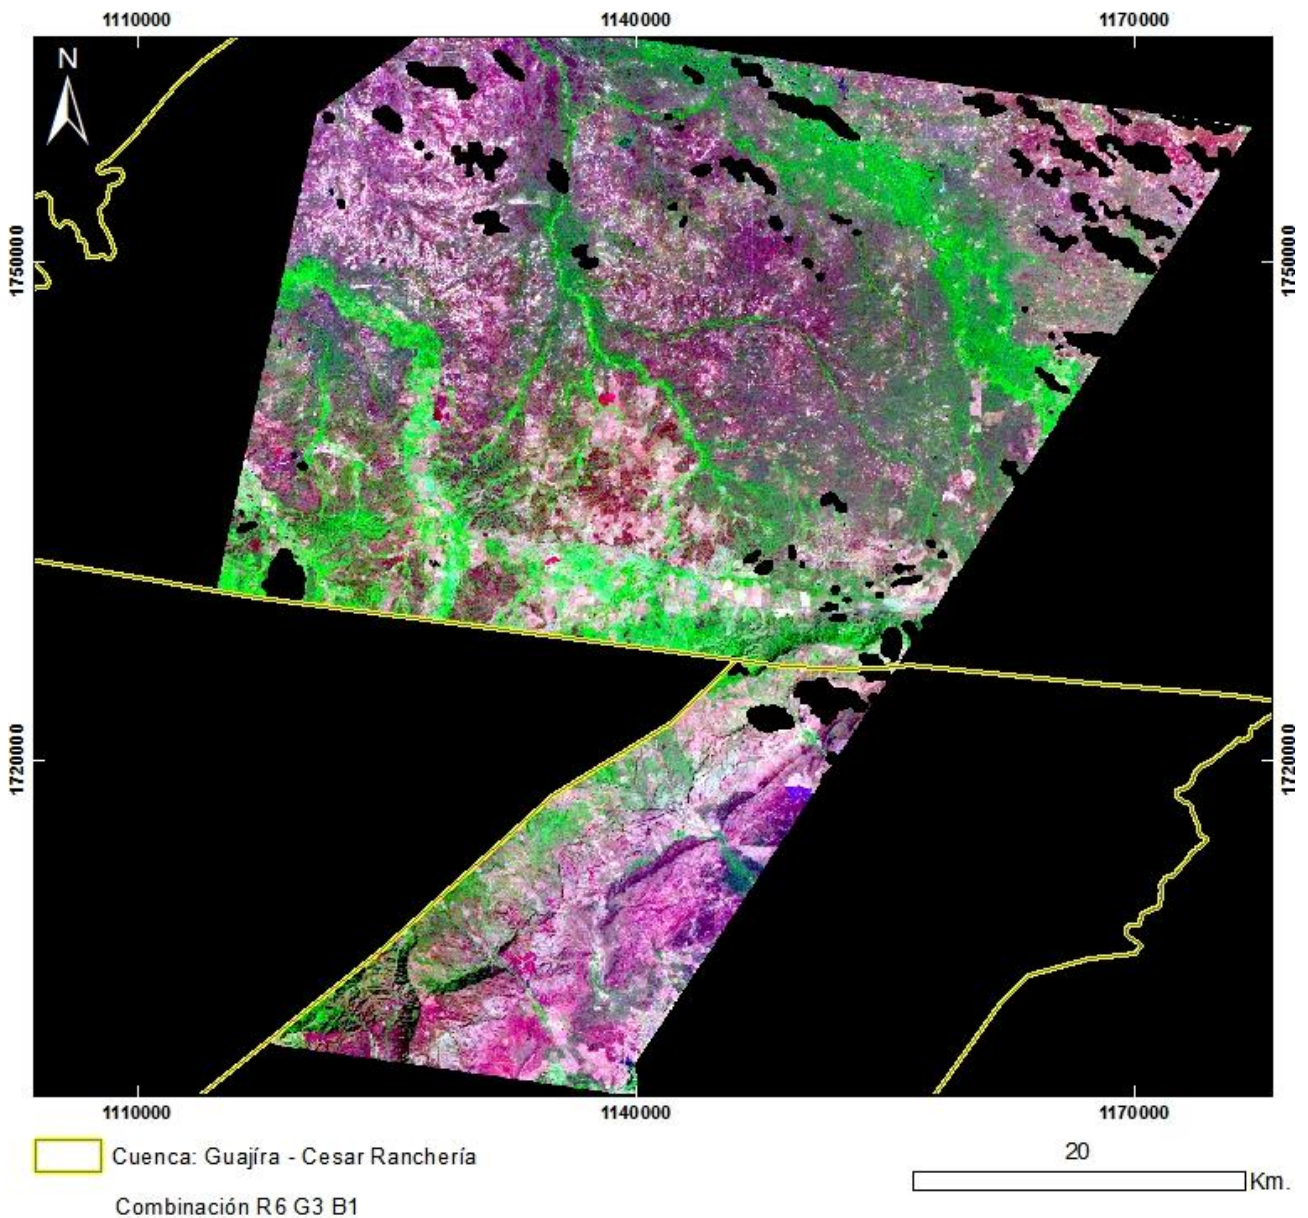 1110000 1140000 1170000
N
1750000 1750000
1720000 1720000
1110000 1140000 1170000
Cuenca: Guajíra - Cesar Ranchería
20
Km.
Combinación R6 G3 B1